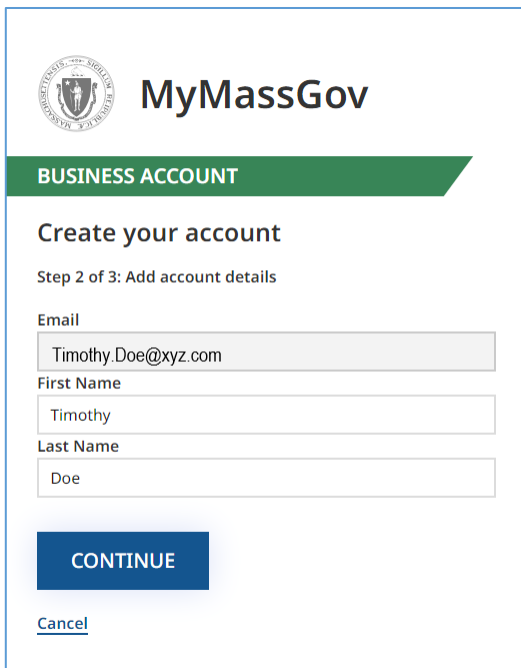 MyMassGov
BUSINESS ACCOUNT
Create your account
Step 2 of 3: Add account details
Email
Timothy.Doe@xyz.com
First Name
Timothy
Last Name
Doe
CONTINUE
Cancel